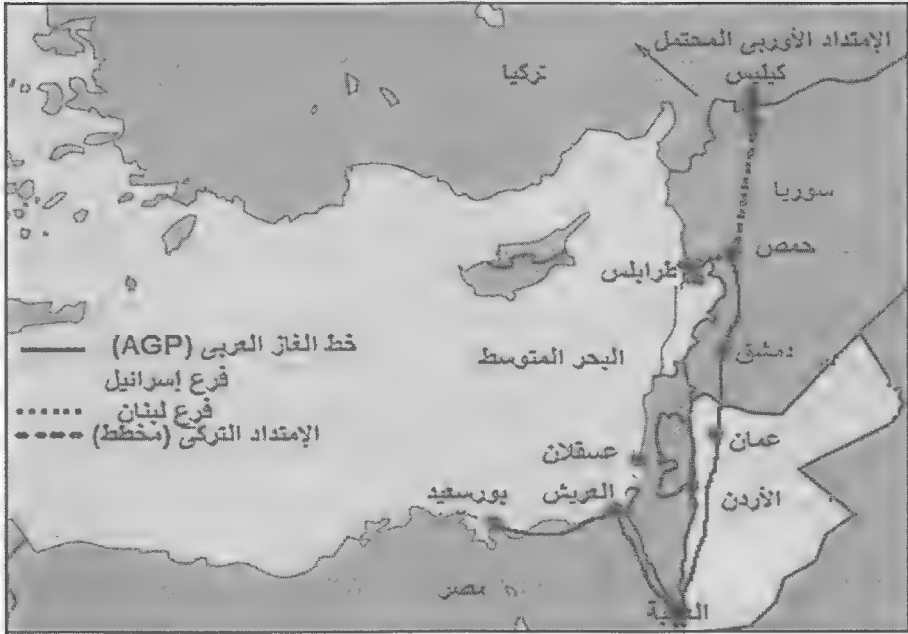 الإمتداد الأوربى المحتمل
كيليس
تركيا
سوريا
حمص
طرابلس
خط الغاز العربى (AGP)
فرع إسرائيل
فرع لبنان
الإمتداد التركى (مخطط)
البحر المتوسط
دمشق
عمان
عسقلان
العريش
بورسعيد
الأردن
مصر